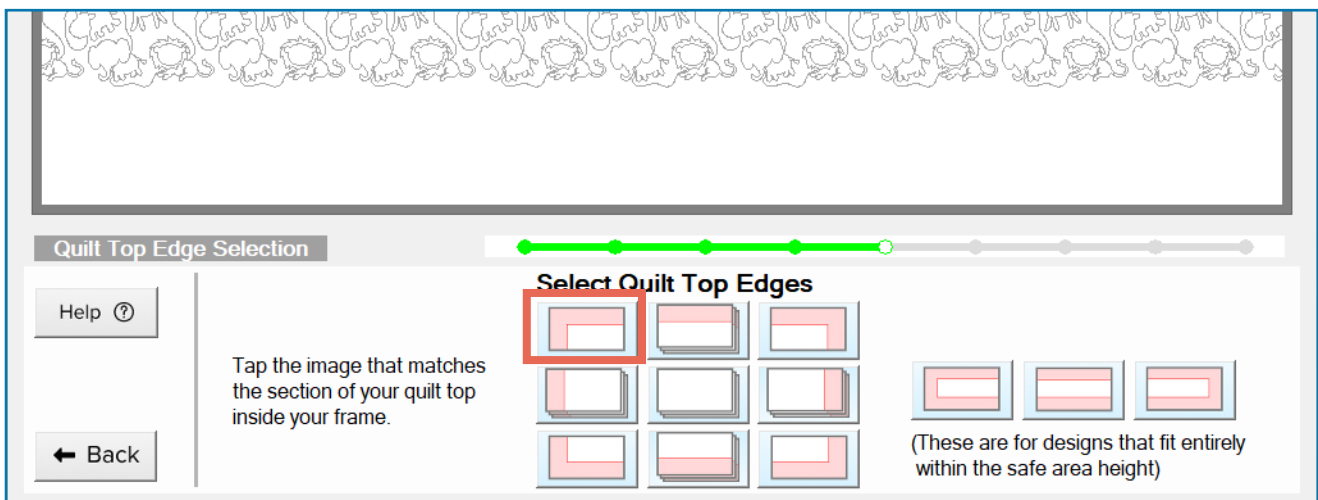 Quilt Top Edge Selection
Select Quilt Top Edges
Help ?
Tap the image that matches
the section of your quilt top
inside your frame.
← Back
(These are for designs that fit entirely
within the safe area height)